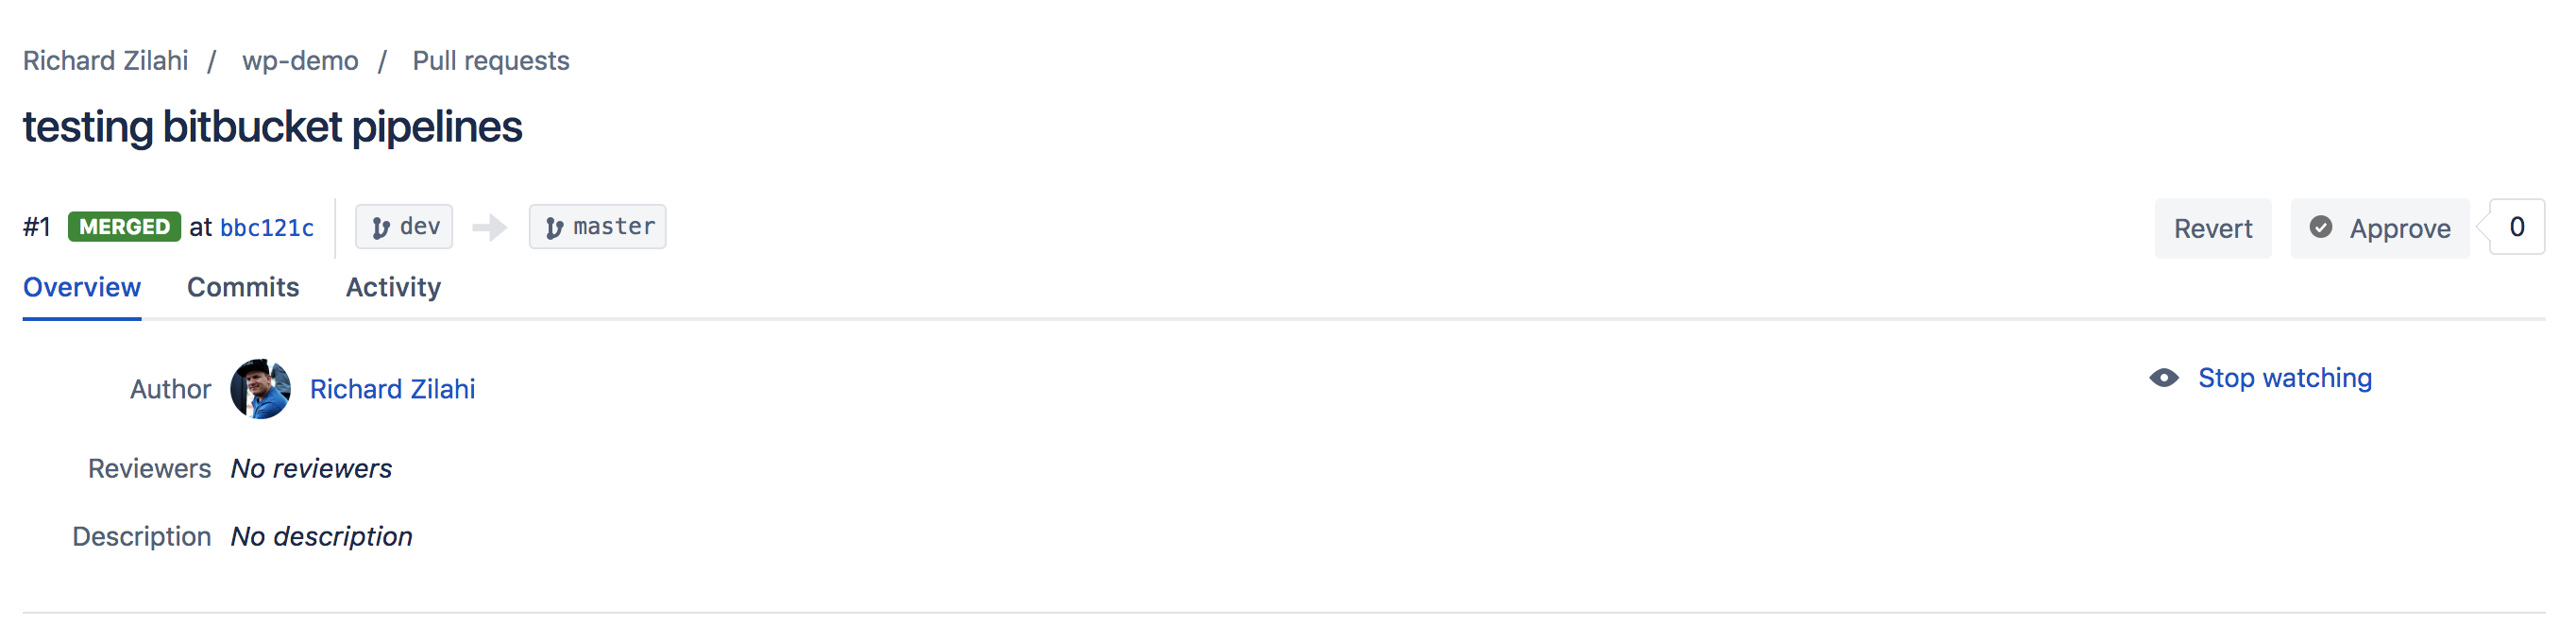 Richard Zilahi / wp-demo / Pull requests
testing bitbucket pipelines
#1 MERGED at bbc121c dev master Revert Approve 0
Overview Commits Activity
Author Richard Zilahi Stop watching
Reviewers No reviewers
Description No description